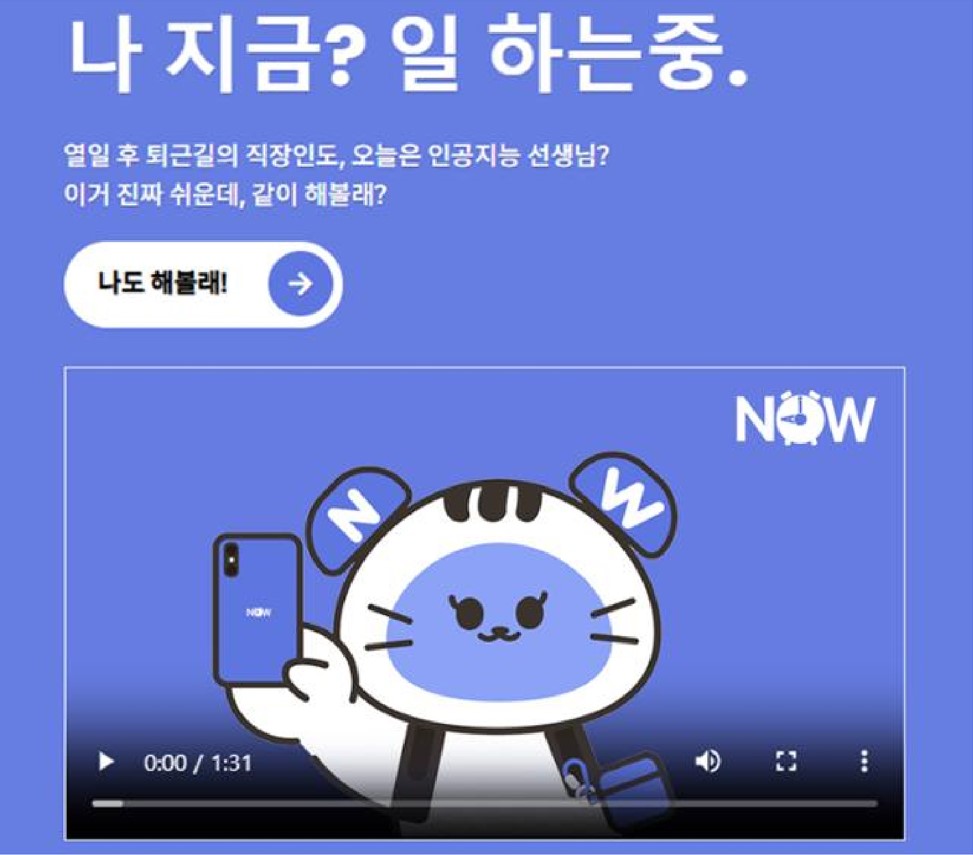 나 지금? 일 하는중.
열일 후 퇴근길의 직장인도, 오늘은 인공지능 선생님?
이거 진짜 쉬운데, 같이 해볼래?
나도 해볼래!
NOW
N W
NOW
0:00 / 1:31